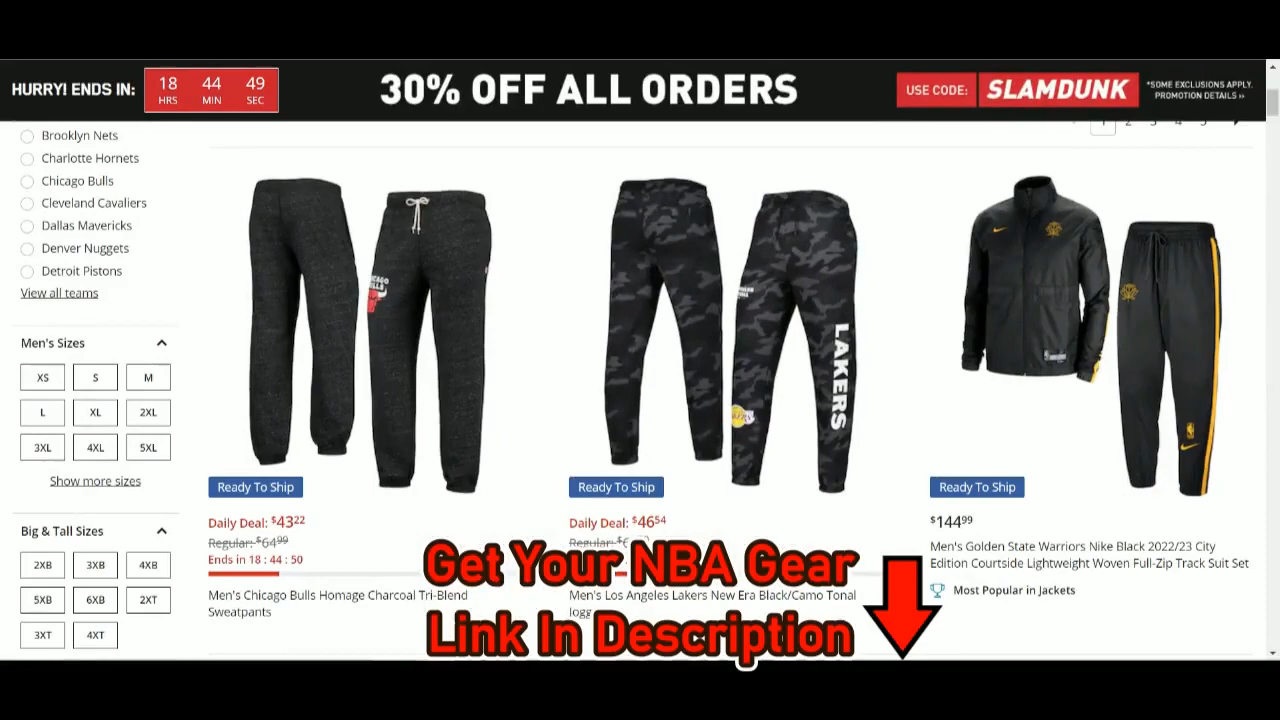 HURRY! ENDS IN:
18 44 49
HRS MIN SEC
30% OFF ALL ORDERS
USE CODE:
SLAMDUNK
*SOME EXCLUSIONS APPLY.
PROMOTION DETAILS ››
Brooklyn Nets
Charlotte Hornets
Chicago Bulls
Cleveland Cavaliers
Dallas Mavericks
Denver Nuggets
Detroit Pistons
View all teams
Men's Sizes
XS S M
L XL 2XL
3XL 4XL 5XL
Show more sizes
Big & Tall Sizes
2XB 3XB 4XB
5XB 6XB 2XT
3XT 4XT
LAKERS
Ready To Ship
Daily Deal: $43.22
Regular: $64.99
Ends in 18 : 44 : 50
Men's Chicago Bulls Homage Charcoal Tri-Blend
Sweatpants
Ready To Ship
Daily Deal: $46.54
Regular:
Men's Los Angeles Lakers New Era Black/Camo Tonal
Ready To Ship
$144.99
Men's Golden State Warriors Nike Black 2022/23 City
Edition Courtside Lightweight Woven Full-Zip Track Suit Set
Most Popular in Jackets
Get Your NBA Gear
Link In Description